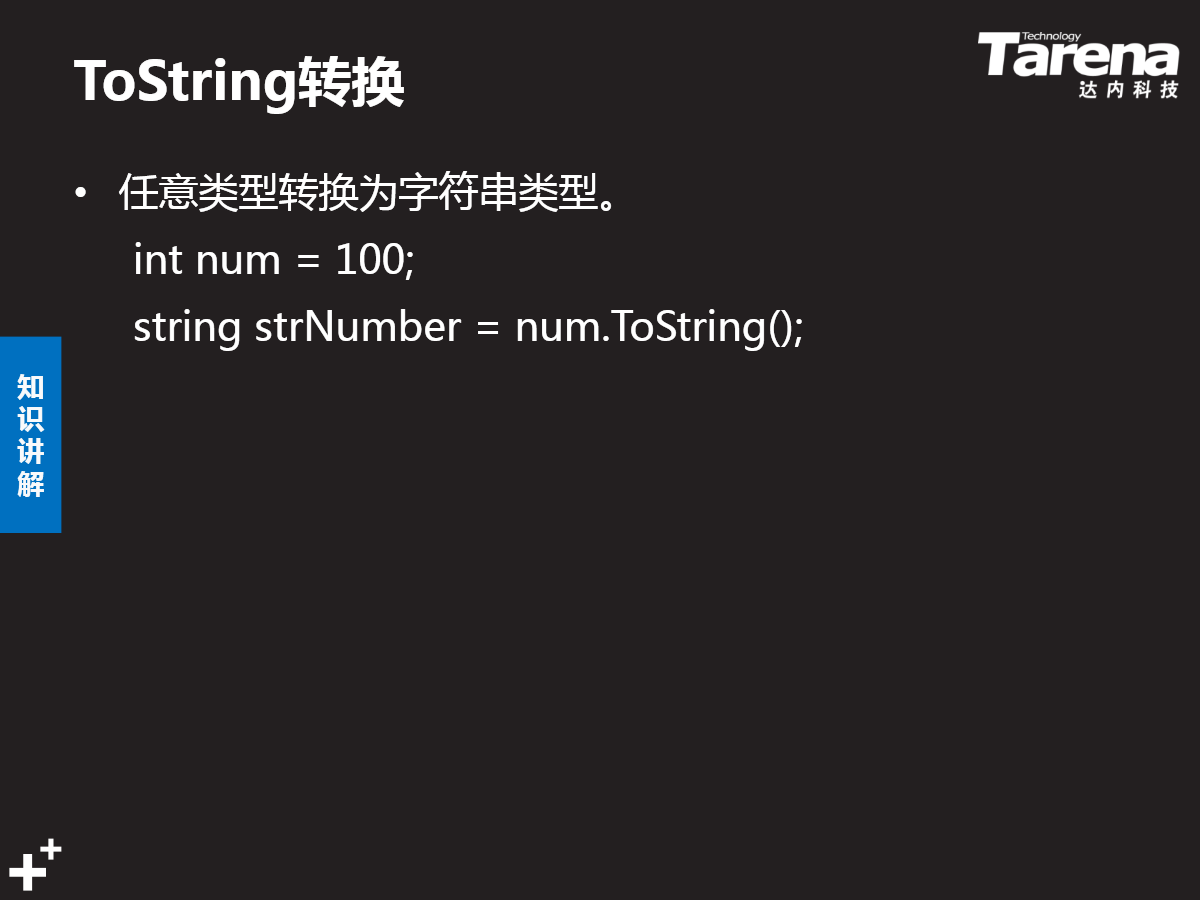 ToString转换
Technology
Tarena
达内科技
• 任意类型转换为字符串类型。
int num = 100;
string strNumber = num.ToString();
知识讲解